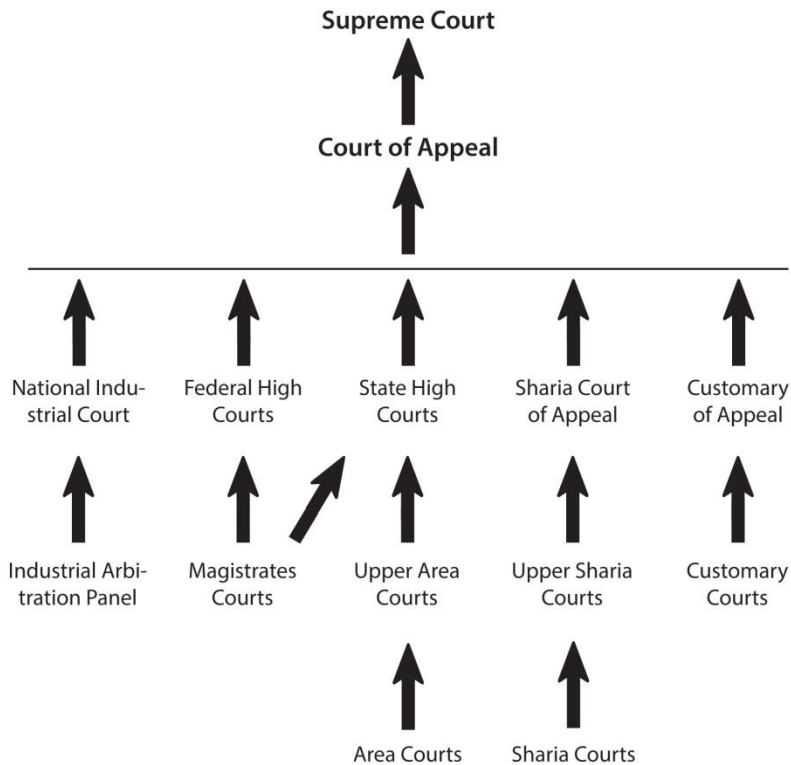 Supreme Court
Court of Appeal
National Indu-
strial Court
Federal High
Courts
State High
Courts
Sharia Court
of Appeal
Customary
of Appeal
Industrial Arbi-
tration Panel
Magistrates
Courts
Upper Area
Courts
Upper Sharia
Courts
Customary
Courts
Area Courts
Sharia Courts